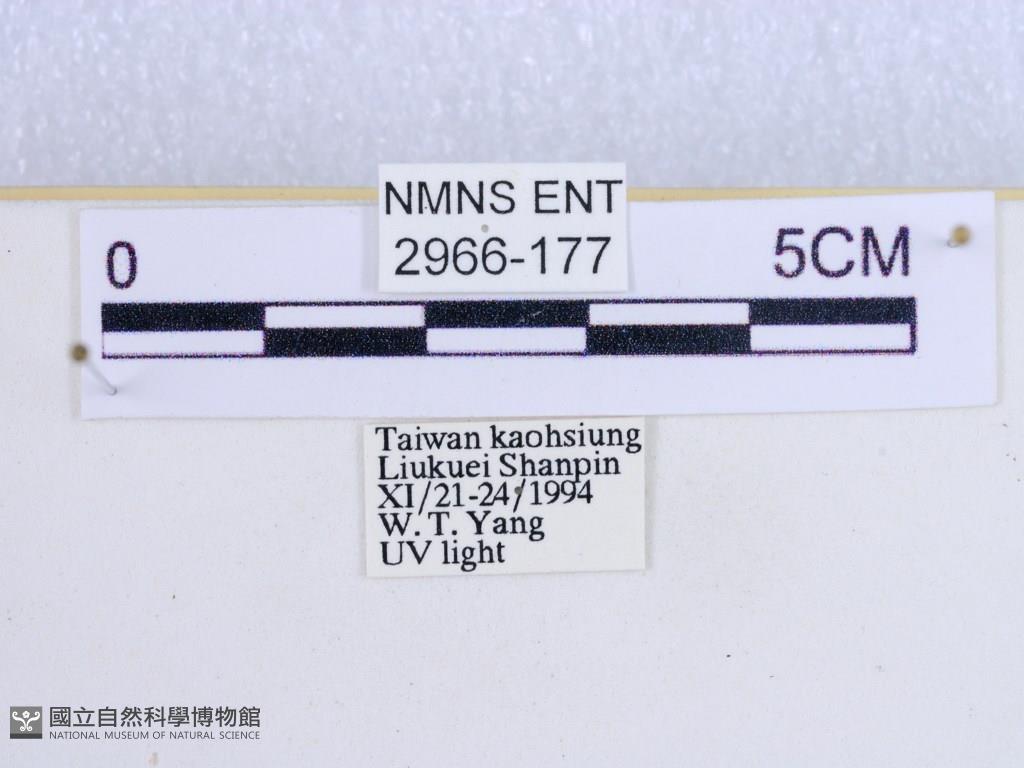 NMNS ENT
2966-177
0 5CM
Taiwan kaohsiung
Liukuei Shanpin
XI/21-24/1994
W. T. Yang
UV light
國立自然科學博物館
NATIONAL MUSEUM OF NATURAL SCIENCE